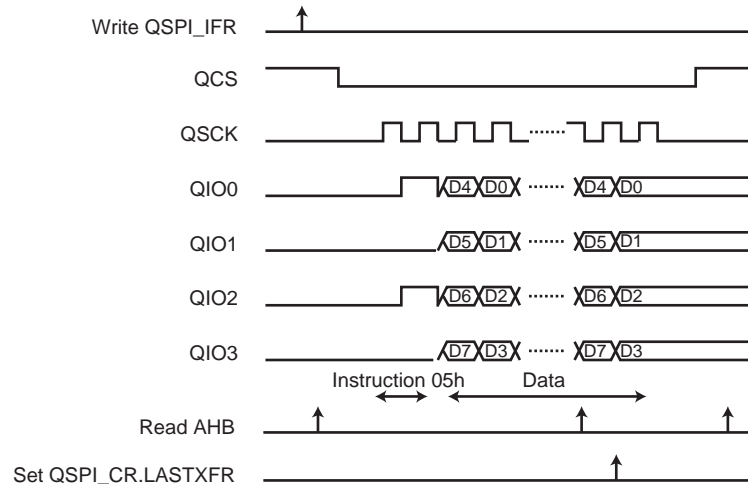 Write QSPI_IFR
QCS
QSCK
QIO0 D4 D0 D4 D0
QIO1 D5 D1 D5 D1
QIO2 D6 D2 D6 D2
QIO3 D7 D3 D7 D3
Instruction 05h Data
Read AHB
Set QSPI_CR.LASTXFR